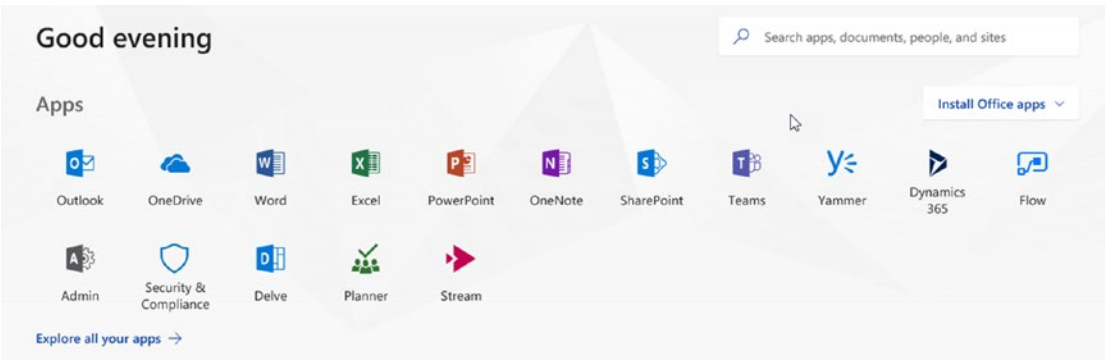 Good evening
Search apps, documents, people, and sites
Apps
Install Office apps
Outlook
OneDrive
Word
Excel
PowerPoint
OneNote
SharePoint
Teams
Yammer
Dynamics
365
Flow
Admin
Security &
Compliance
Delve
Planner
Stream
Explore all your apps →